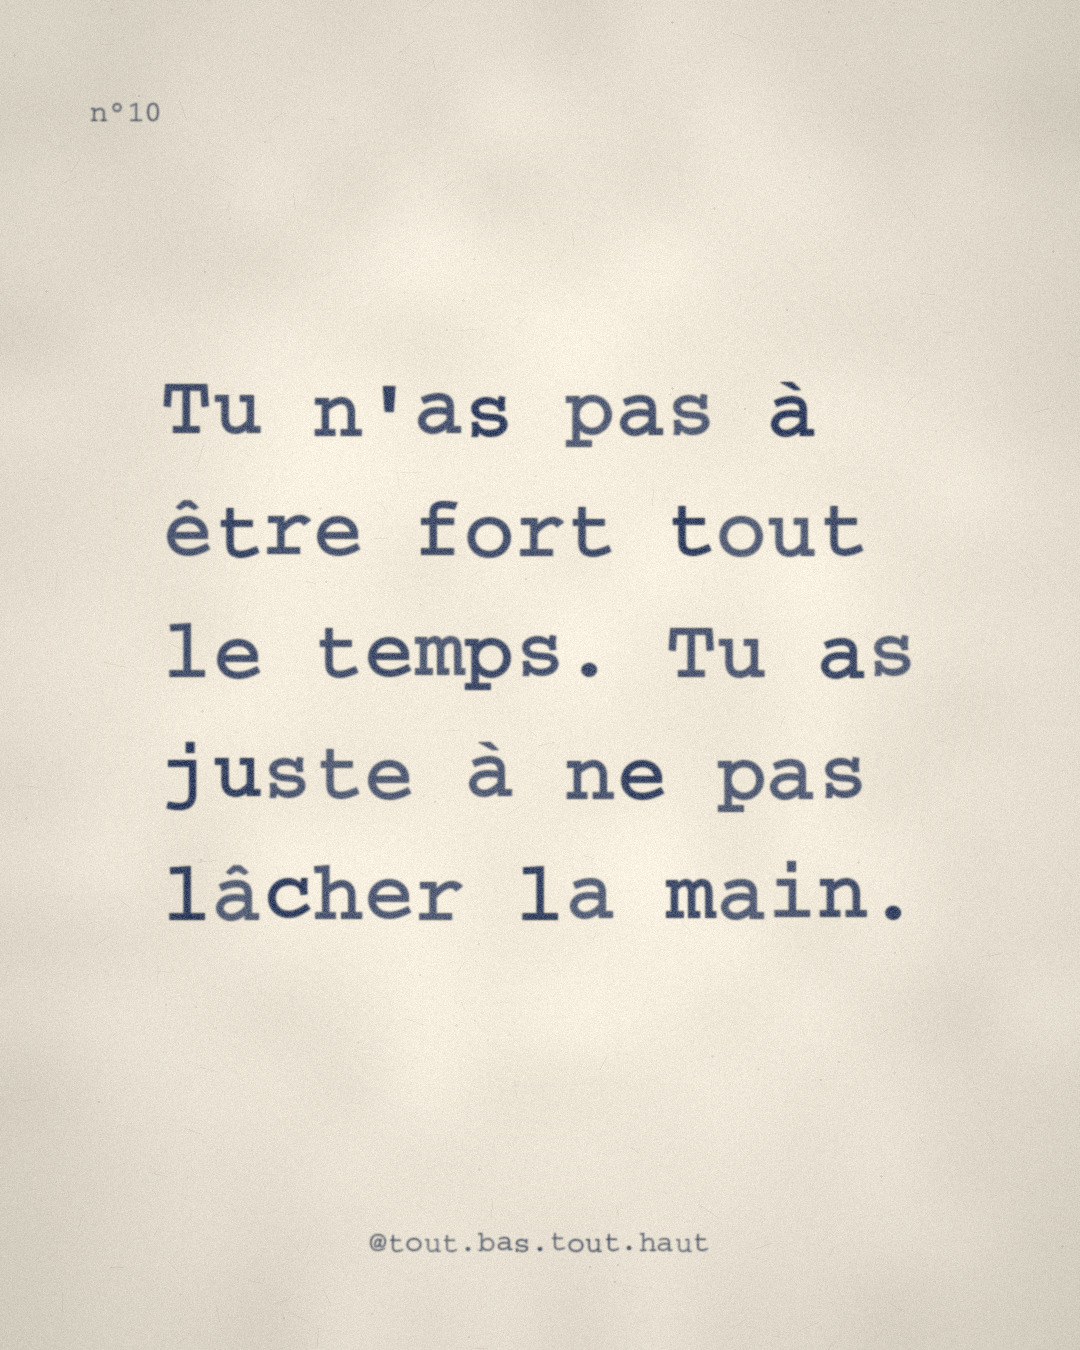 n°10
Tu n'as pas à
être fort tout
le temps. Tu as
juste à ne pas
lâcher la main.
@tout.bas.tout.haut